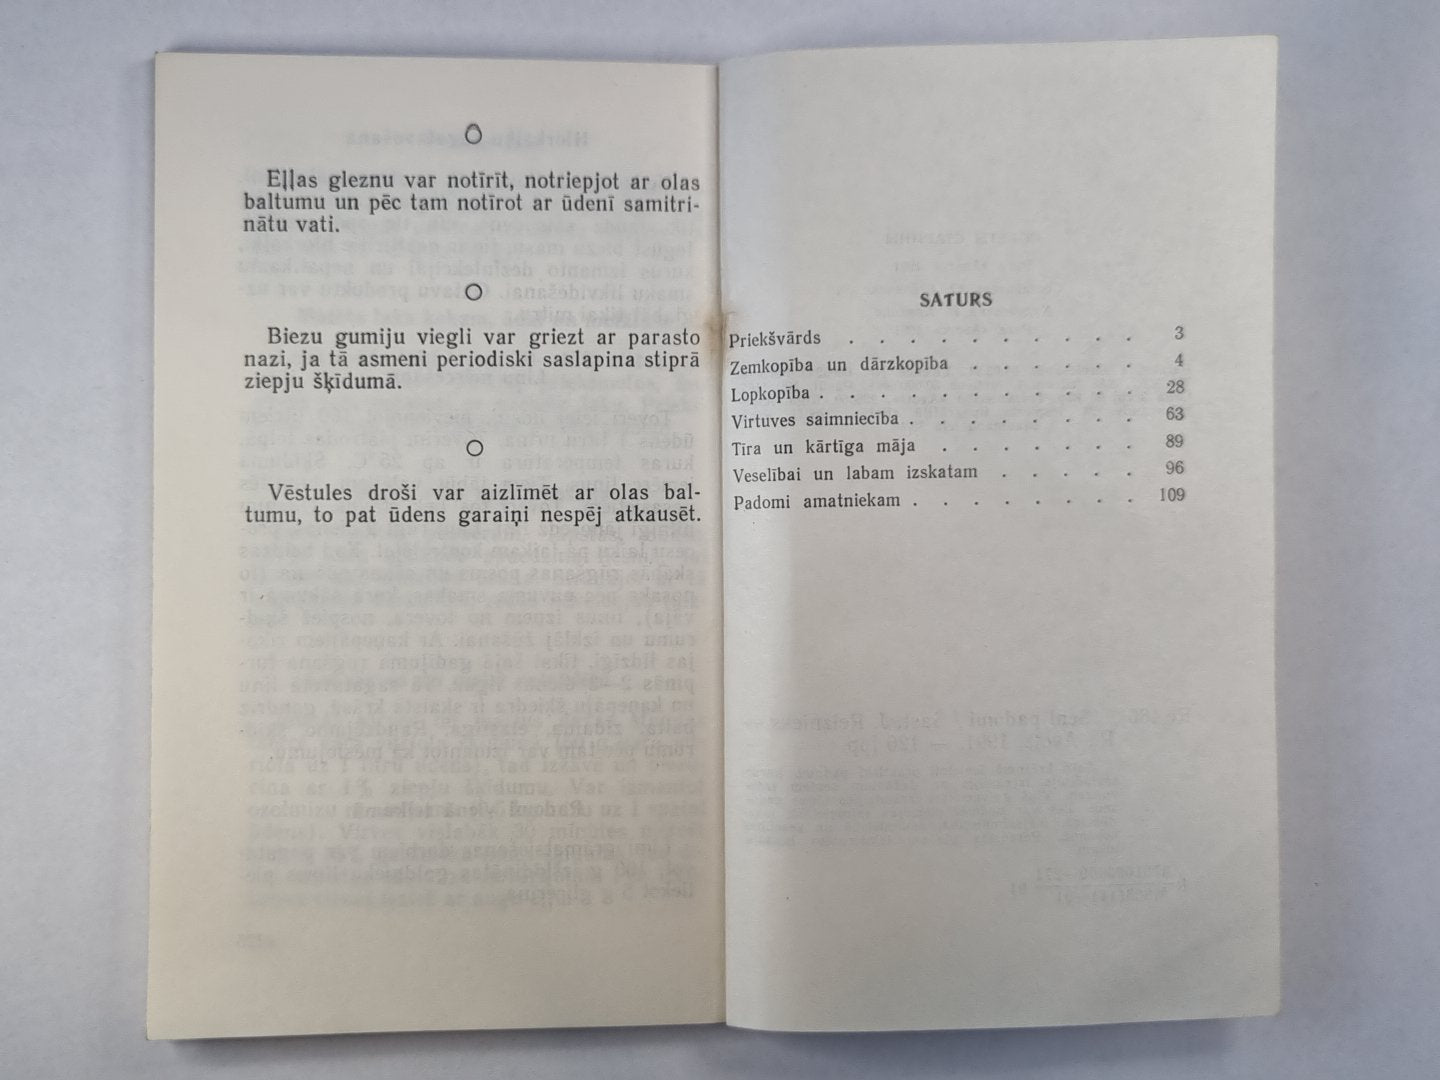 Eļļas gleznu var notīrīt, notriepjot ar olas
baltumu un pēc tam notīrot ar ūdenī samitri-
nātu vati.
Biezu gumiju viegli var griezt ar parasto
nazi, ja tā asmeni periodiski saslapina stiprā
ziepju šķīdumā.
Vēstules droši var aizlīmēt ar olas bal-
tumu, to pat ūdens garaiņi nespēj atkausēt.
SATURS
Priekšvārds . . . . . . . . . . 3
Zemkopība un dārzkopība . . . . . . 4
Lopkopība . . . . . . . . . . . 28
Virtuves saimniecība . . . . . . . . 63
Tīra un kārtīga māja . . . . . . . 89
Veselībai un labam izskatam . . . . . 96
Padomi amatniekam . . . . . . . . 109